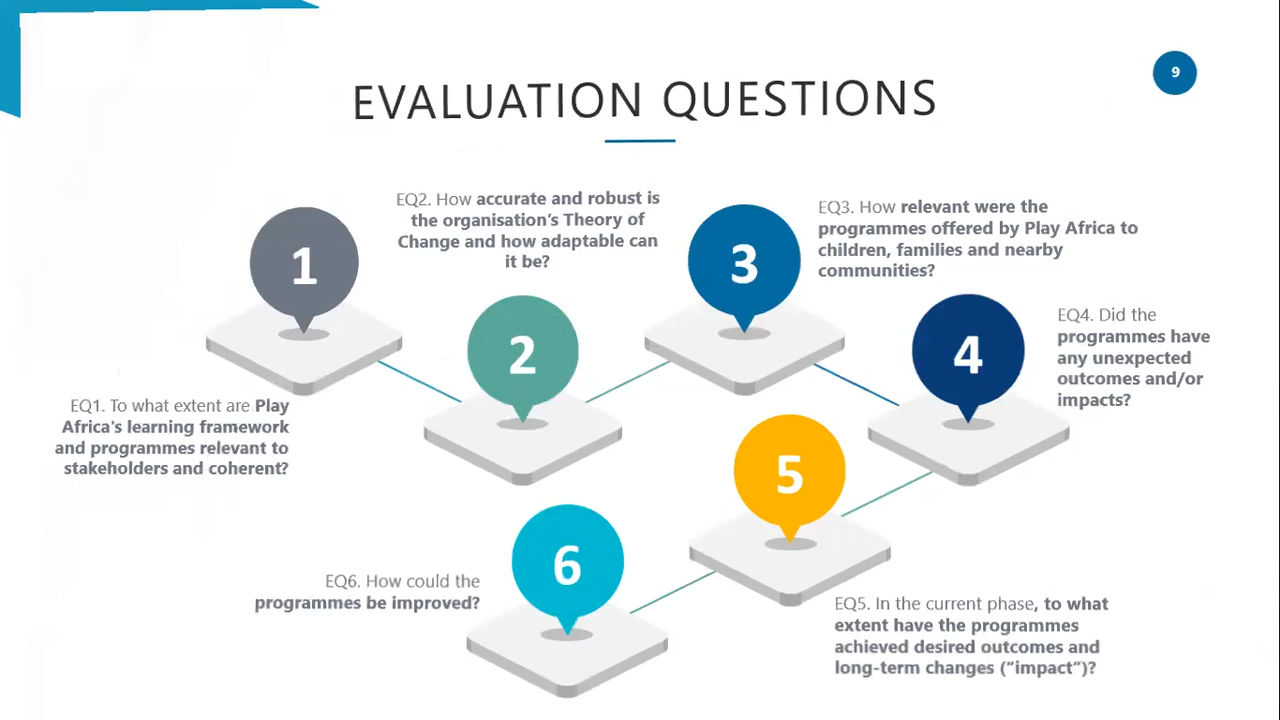 9
EVALUATION QUESTIONS
1
EQ1. To what extent are Play
Africa's learning framework
and programmes relevant to
stakeholders and coherent?
EQ2. How accurate and robust is
the organisation's Theory of
Change and how adaptable can
it be?
2
3
EQ3. How relevant were the
programmes offered by Play Africa to
children, families and nearby
communities?
4
EQ4. Did the
programmes have
any unexpected
outcomes and/or
impacts?
5
EQ5. In the current phase, to what
extent have the programmes
achieved desired outcomes and
long-term changes (“impact”)?
6
EQ6. How could the
programmes be improved?